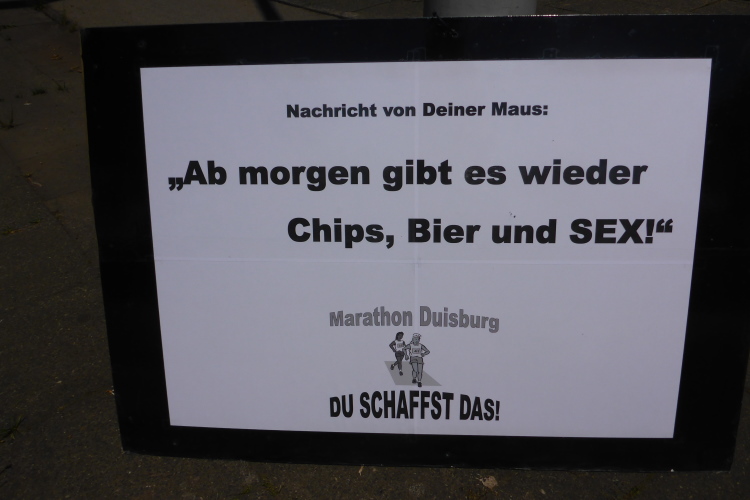 Nachricht von Deiner Maus:
„Ab morgen gibt es wieder
Chips, Bier und SEX!“
Marathon Duisburg
DU SCHAFFST DAS!